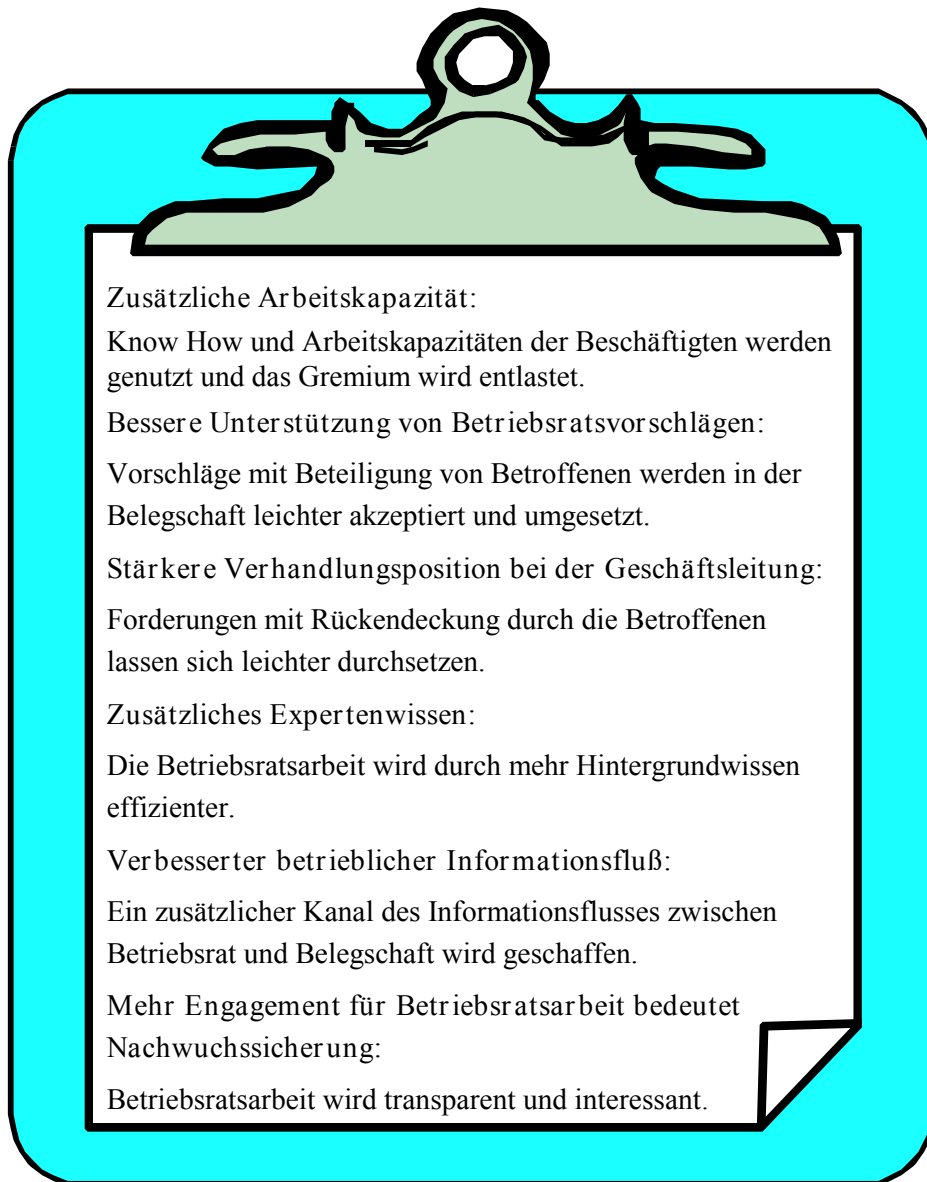 Zusätzliche Arbeitskapazität:
Know How und Arbeitskapazitäten der Beschäftigten werden
genutzt und das Gremium wird entlastet.
Bessere Unterstützung von Betriebsratsvorschlägen:
Vorschläge mit Beteiligung von Betroffenen werden in der
Belegschaft leichter akzeptiert und umgesetzt.
Stärkere Verhandlungsposition bei der Geschäftsleitung:
Forderungen mit Rückendeckung durch die Betroffenen
lassen sich leichter durchsetzen.
Zusätzliches Expertenwissen:
Die Betriebsratsarbeit wird durch mehr Hintergrundwissen
effizienter.
Verbesserter betrieblicher Informationsfluß:
Ein zusätzlicher Kanal des Informationsflusses zwischen
Betriebsrat und Belegschaft wird geschaffen.
Mehr Engagement für Betriebsratsarbeit bedeutet
Nachwuchssicherung:
Betriebsratsarbeit wird transparent und interessant.